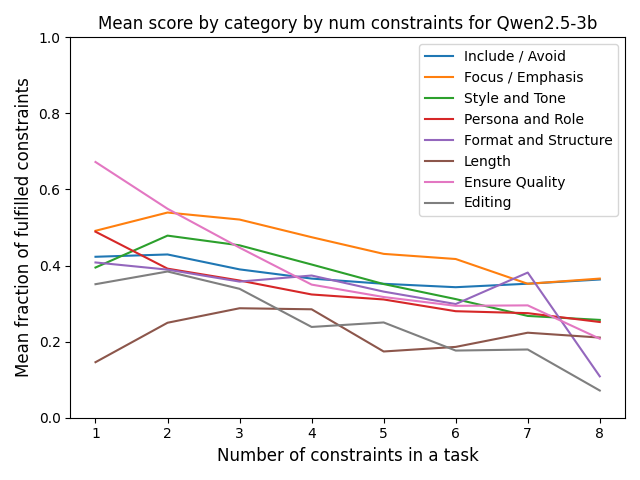 Mean score by category by num constraints for Qwen2.5-3b
Mean fraction of fulfilled constraints
1.0
0.8
0.6
0.4
0.2
0.0
Include / Avoid
Focus / Emphasis
Style and Tone
Persona and Role
Format and Structure
Length
Ensure Quality
Editing
1 2 3 4 5 6 7 8
Number of constraints in a task